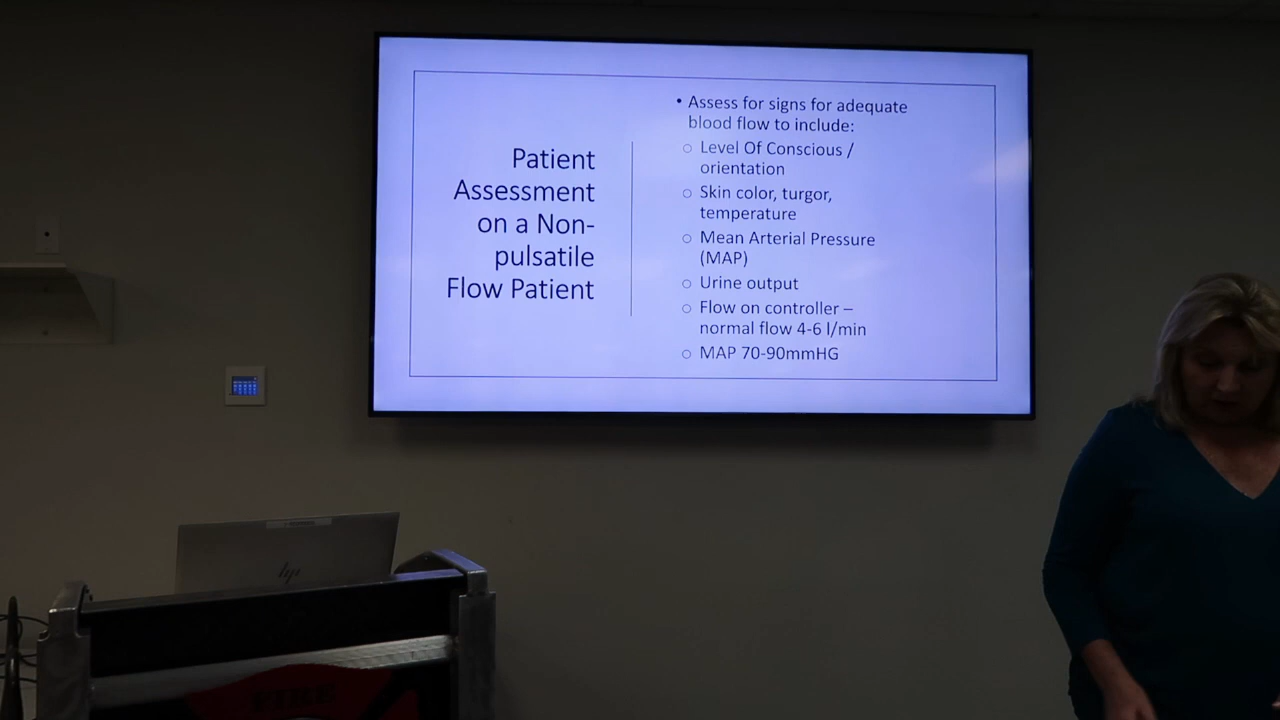 Patient
Assessment
on a Non-
pulsatile
Flow Patient
• Assess for signs for adequate
blood flow to include:
○ Level Of Conscious /
orientation
○ Skin color, turgor,
temperature
○ Mean Arterial Pressure
(MAP)
○ Urine output
○ Flow on controller –
normal flow 4-6 l/min
○ MAP 70-90mmHG
hp
FIRE